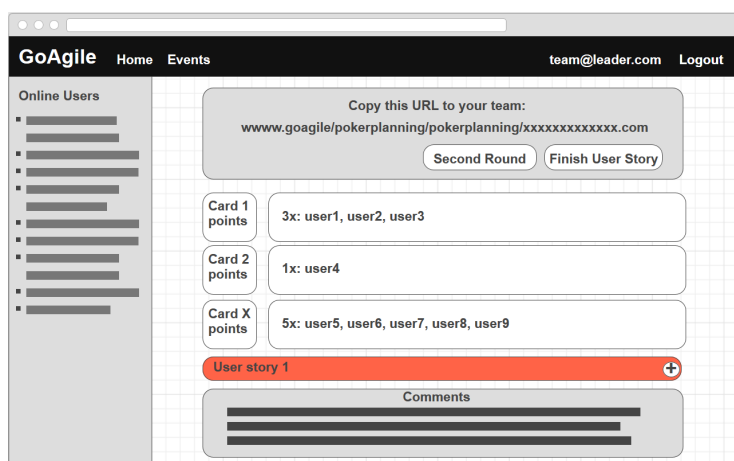 GoAgile Home Events team@leader.com Logout
Online Users
Copy this URL to your team:
wwww.goagile/pokerplanning/pokerplanning/xxxxxxxxxxxxx.com
Second Round Finish User Story
Card 1
points
3x: user1, user2, user3
Card 2
points
1x: user4
Card X
points
5x: user5, user6, user7, user8, user9
User story 1
Comments